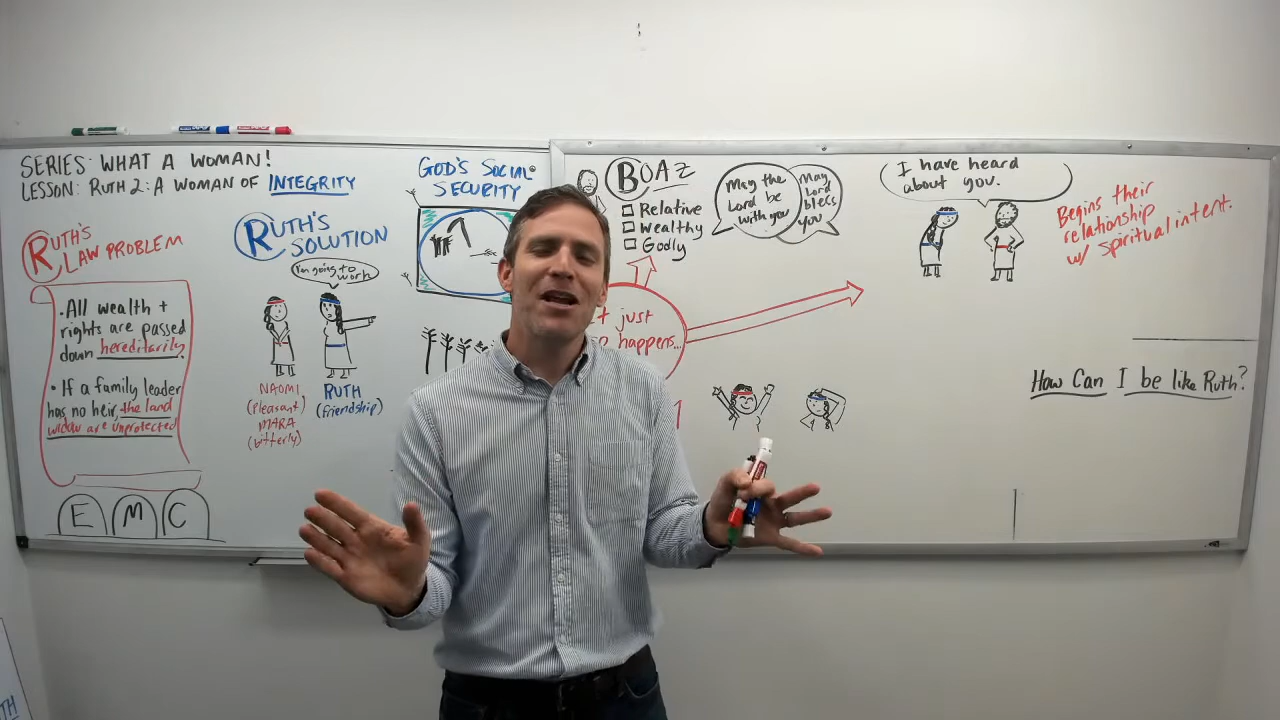 SERIES: WHAT A WOMAN!
LESSON: RUTH 2: A WOMAN OF INTEGRITY
RUTH'S
LAW PROBLEM
• All wealth +
rights are passed
down hereditarily.
• If a family leader
has no heir, the land
widow are unprotected
E M C
RUTH'S
SOLUTION
I'm going to
work
NAOMI
(pleasant)
MARA
(bitterly)
RUTH
(friendship)
GOD'S SOCIAL
SECURITY
BOAZ
Relative
Wealthy
Godly
just
happens...
May the
Lord be
with you
May
Lord
bless
you
I have heard
about you.
Begins their
relationship
w/ spiritual intent.
How Can I be like Ruth?
TH